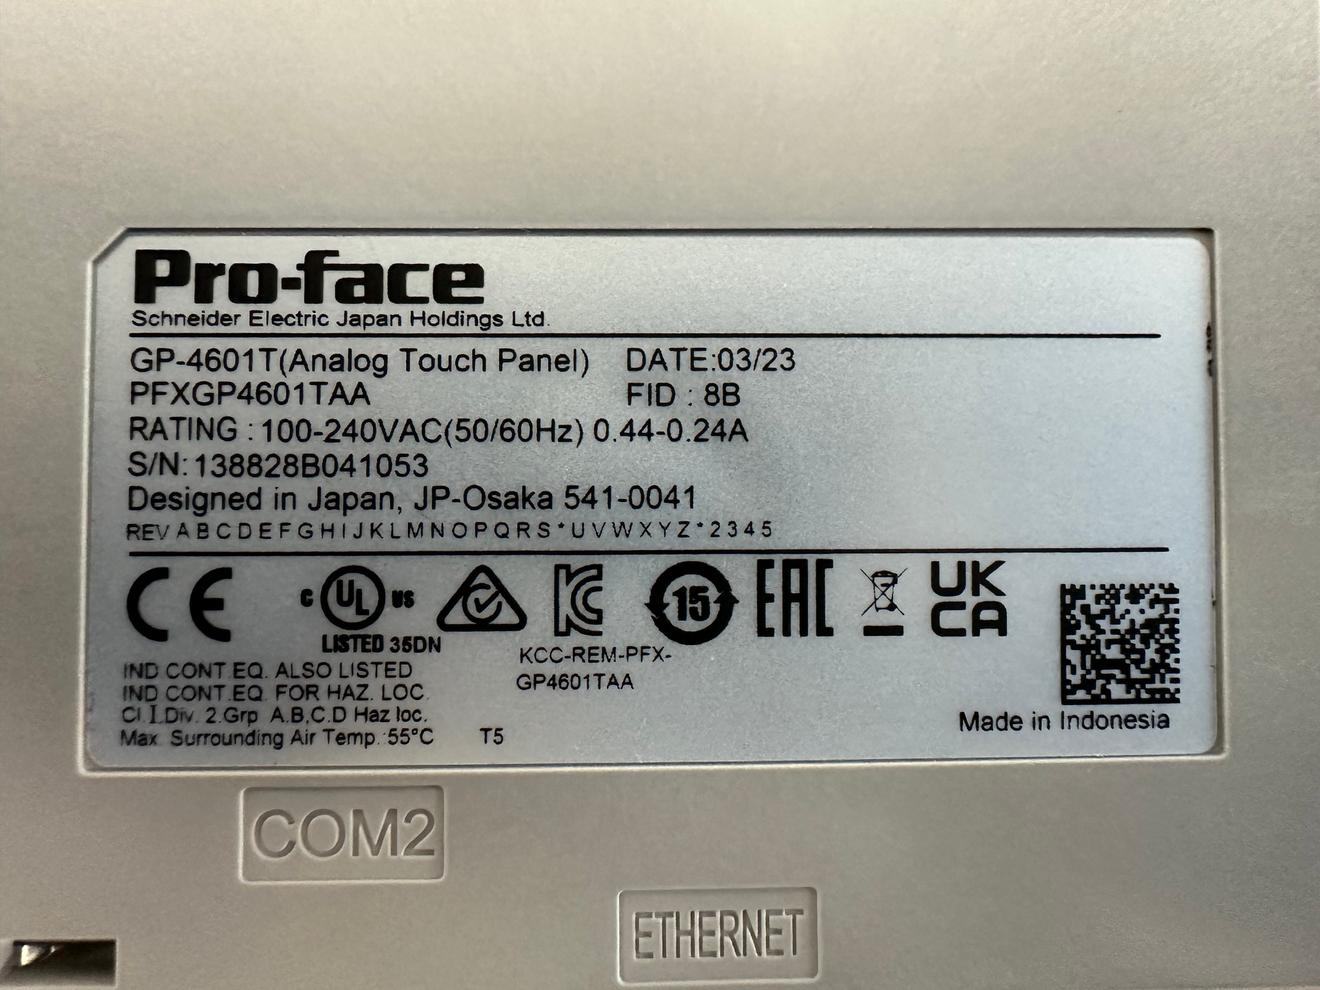 Pro-face
Schneider Electric Japan Holdings Ltd.
GP-4601T(Analog Touch Panel) DATE:03/23
PFXGP4601TAA FID : 8B
RATING : 100-240VAC(50/60Hz) 0.44-0.24A
S/N: 138828B041053
Designed in Japan, JP-Osaka 541-0041
REV A B C D E F G H I J K L M N O P Q R S * U V W X Y Z * 2 3 4 5
CE C UL US KC 15 EAC UK CA
LISTED 35DN
KCC-REM-PFX-
GP4601TAA
IND CONT.EQ. ALSO LISTED
IND CONT.EQ. FOR HAZ. LOC.
Cl.I.Div. 2.Grp A.B.C.D Haz loc.
Max. Surrounding Air Temp.:55°C T5
Made in Indonesia
COM2
ETHERNET